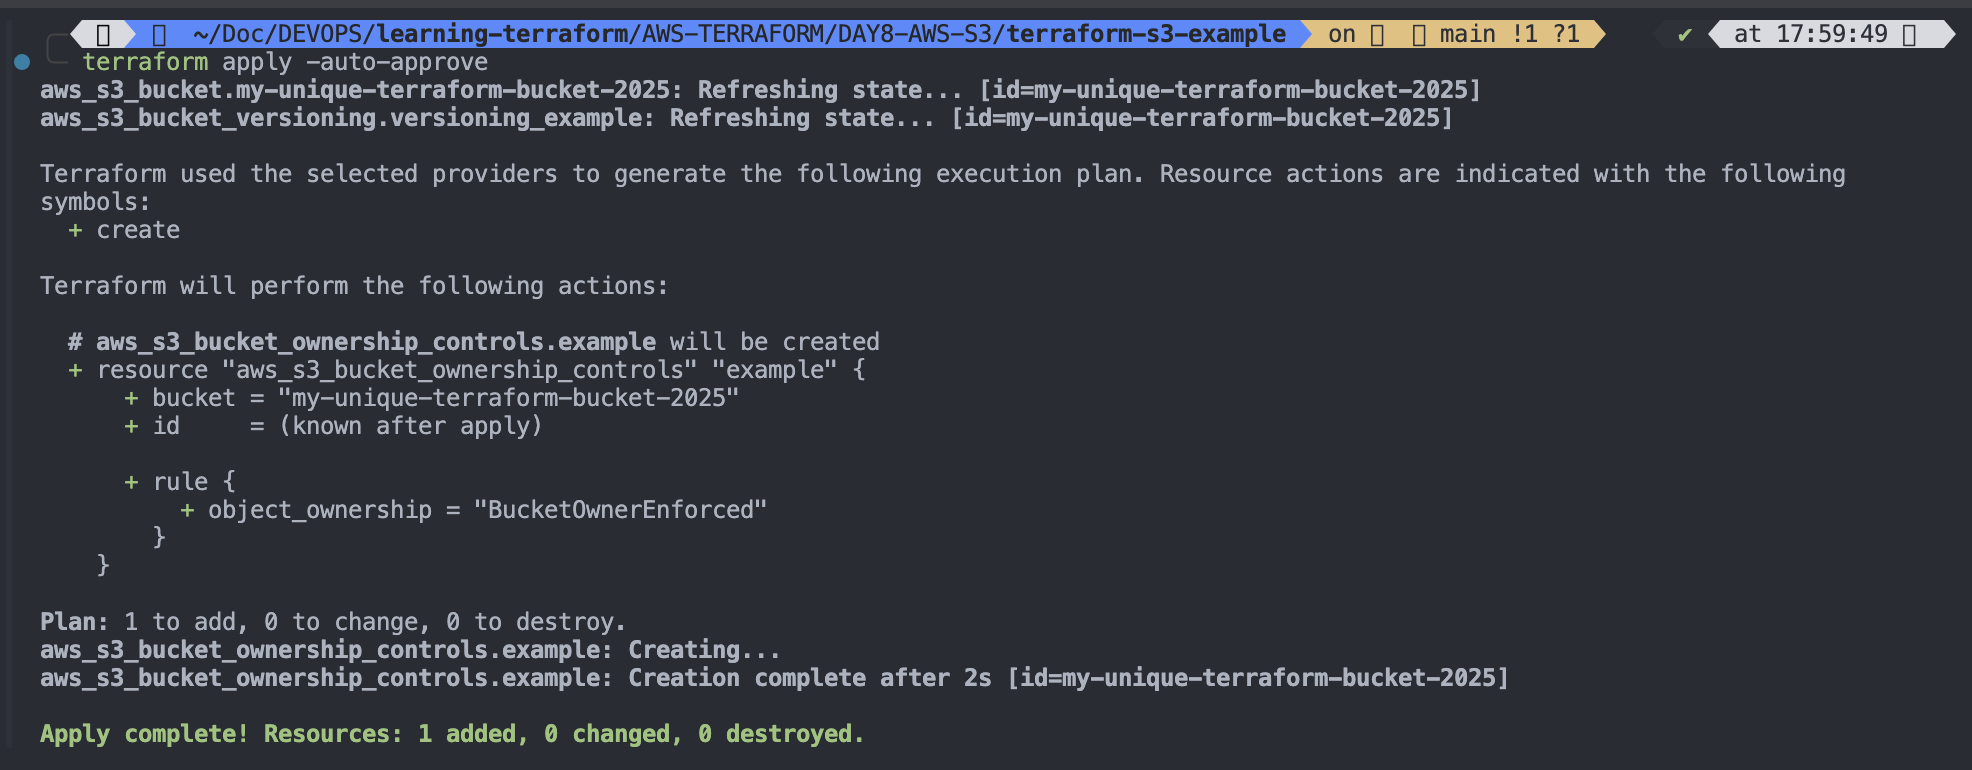 ~/Doc/DEVOPS/learning-terraform/AWS-TERRAFORM/DAY8-AWS-S3/terraform-s3-example on main !1 ?1 ✔ at 17:59:49
terraform apply -auto-approve
aws_s3_bucket.my-unique-terraform-bucket-2025: Refreshing state... [id=my-unique-terraform-bucket-2025]
aws_s3_bucket_versioning.versioning_example: Refreshing state... [id=my-unique-terraform-bucket-2025]
Terraform used the selected providers to generate the following execution plan. Resource actions are indicated with the following
symbols:
+ create
Terraform will perform the following actions:
# aws_s3_bucket_ownership_controls.example will be created
+ resource "aws_s3_bucket_ownership_controls" "example" {
+ bucket = "my-unique-terraform-bucket-2025"
+ id     = (known after apply)
+ rule {
+ object_ownership = "BucketOwnerEnforced"
}
}
Plan: 1 to add, 0 to change, 0 to destroy.
aws_s3_bucket_ownership_controls.example: Creating...
aws_s3_bucket_ownership_controls.example: Creation complete after 2s [id=my-unique-terraform-bucket-2025]
Apply complete! Resources: 1 added, 0 changed, 0 destroyed.